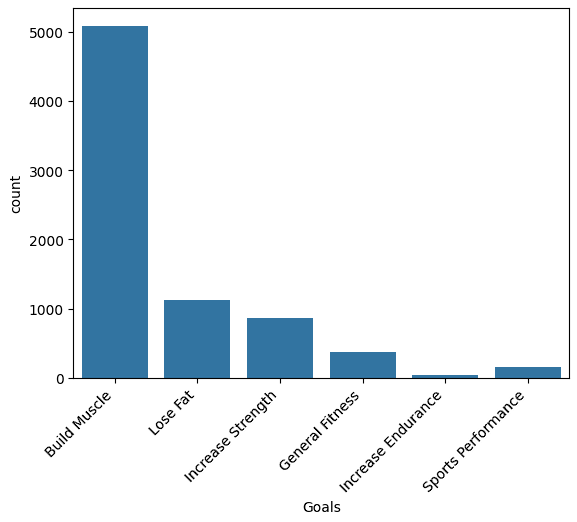 5000
4000
3000
2000
1000
0
count
Build Muscle
Lose Fat
Increase Strength
General Fitness
Increase Endurance
Sports Performance
Goals